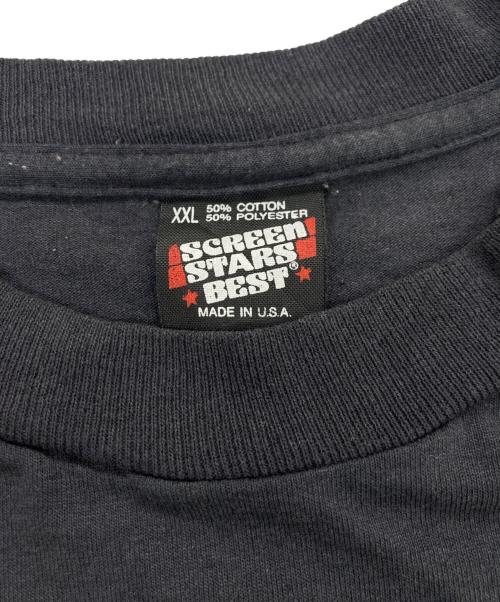 XXL 50% COTTON
50% POLYESTER
SCREEN
STARS
BEST®
MADE IN U.S.A.